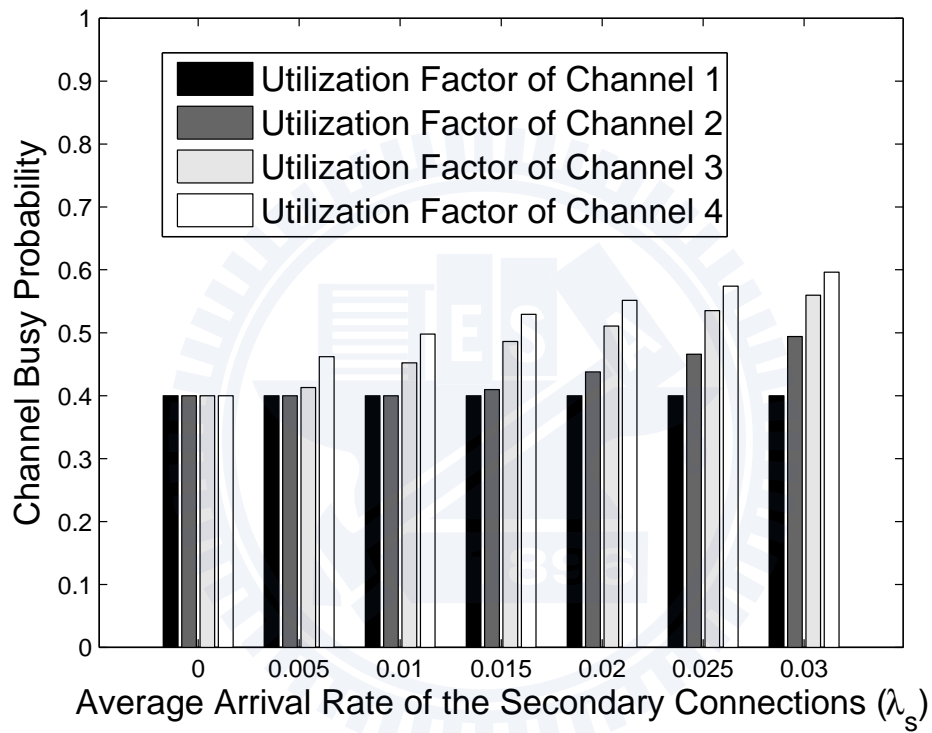 1
0.9
0.8
0.7
0.6
0.5
0.4
0.3
0.2
0.1
0
Channel Busy Probability
Utilization Factor of Channel 1
Utilization Factor of Channel 2
Utilization Factor of Channel 3
Utilization Factor of Channel 4
E S A
896
0 0.005 0.01 0.015 0.02 0.025 0.03
Average Arrival Rate of the Secondary Connections (λs)